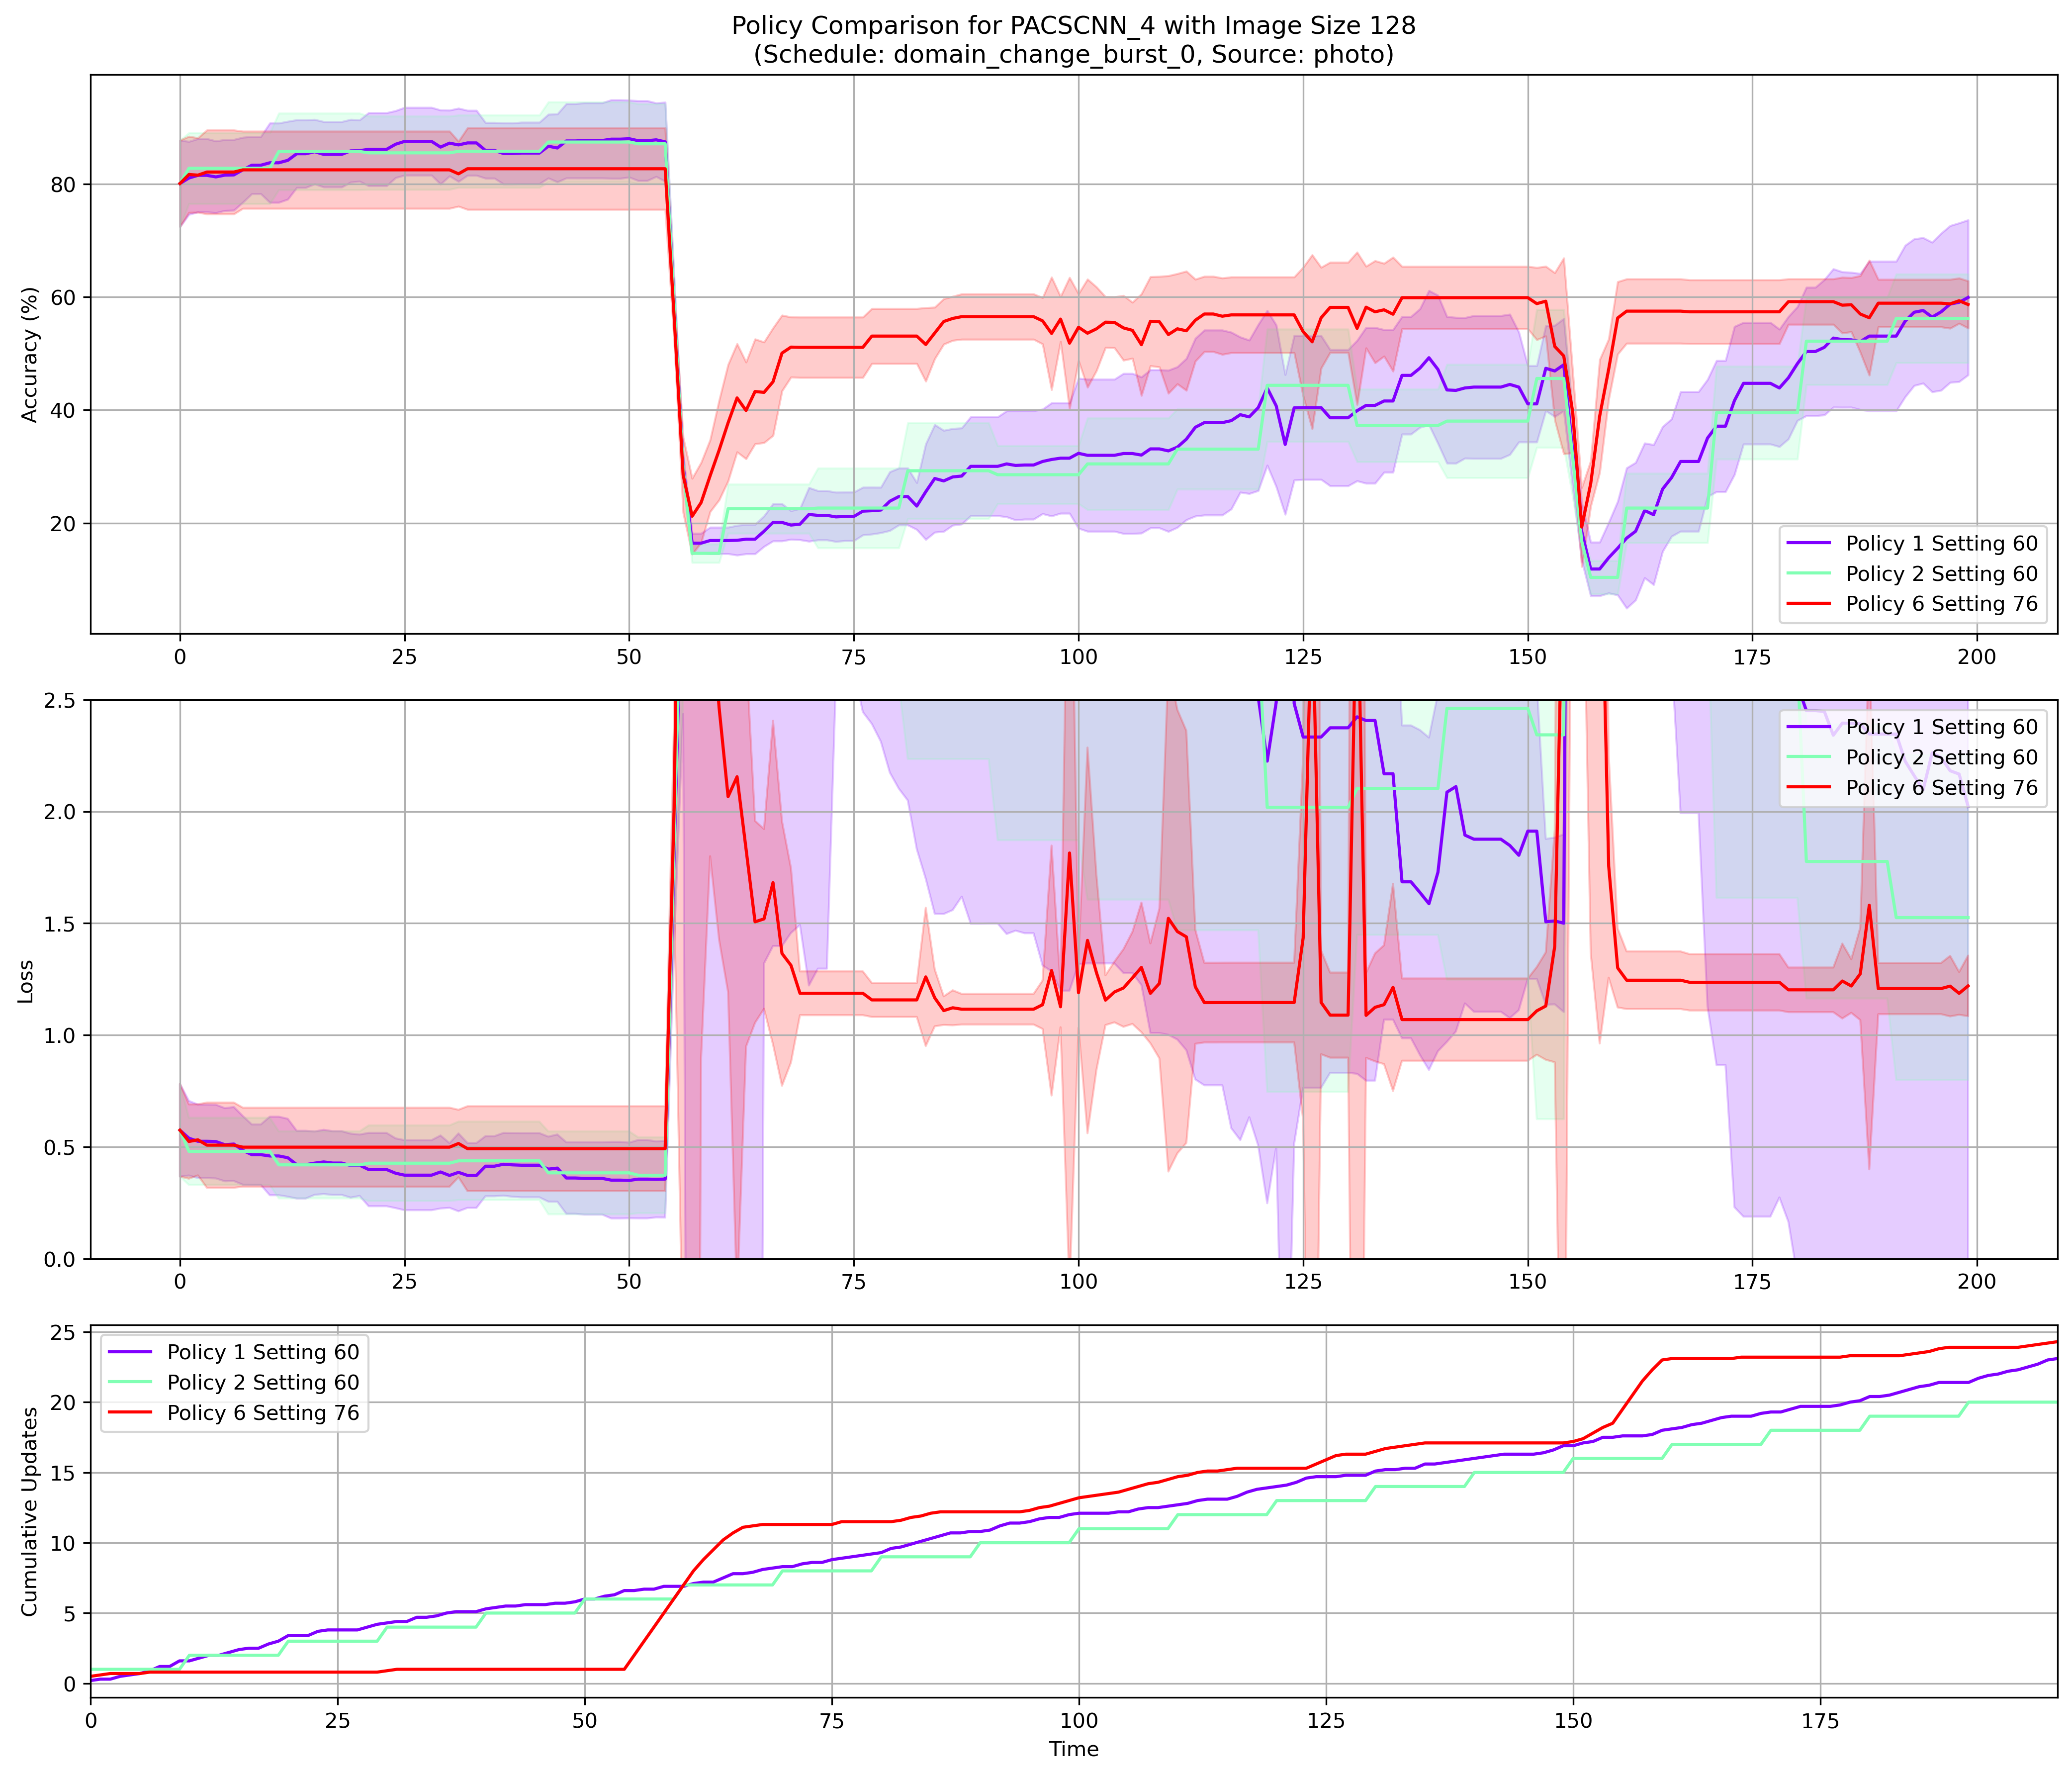 Policy Comparison for PACSCNN_4 with Image Size 128
(Schedule: domain_change_burst_0, Source: photo)
Accuracy (%)
80
60
40
20
0 25 50 75 100 125 150 175 200
Policy 1 Setting 60
Policy 2 Setting 60
Policy 6 Setting 76
Loss
2.5
2.0
1.5
1.0
0.5
0.0
0 25 50 75 100 125 150 175 200
Policy 1 Setting 60
Policy 2 Setting 60
Policy 6 Setting 76
Cumulative Updates
25
20
15
10
5
0
0 25 50 75 100 125 150 175
Policy 1 Setting 60
Policy 2 Setting 60
Policy 6 Setting 76
Time